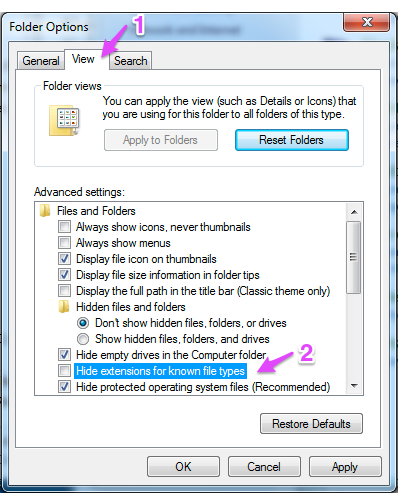 Folder Options
1
General
View
Search
Folder views
You can apply the view (such as Details or Icons) that
you are using for this folder to all folders of this type.
Apply to Folders
Reset Folders
Advanced settings:
Files and Folders
Always show icons, never thumbnails
Always show menus
Display file icon on thumbnails
Display file size information in folder tips
Display the full path in the title bar (Classic theme only)
Hidden files and folders
Don't show hidden files, folders, or drives
Show hidden files, folders, and drives
Hide empty drives in the Computer folder
2
Hide extensions for known file types
Hide protected operating system files (Recommended)
Restore Defaults
OK
Cancel
Apply